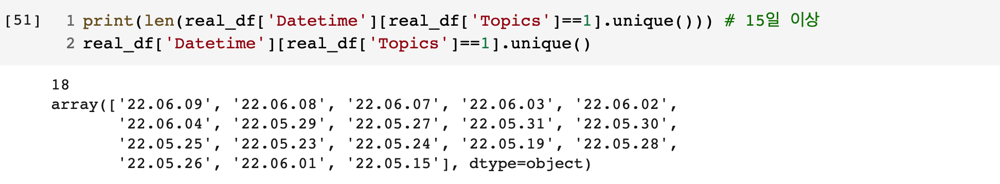 [51] 1 print(len(real_df['Datetime'][real_df['Topics']==1].unique())) # 15일 이상
2 real_df['Datetime'][real_df['Topics']==1].unique()
18
array(['22.06.09', '22.06.08', '22.06.07', '22.06.03', '22.06.02',
'22.06.04', '22.05.29', '22.05.27', '22.05.31', '22.05.30',
'22.05.25', '22.05.23', '22.05.24', '22.05.19', '22.05.28',
'22.05.26', '22.06.01', '22.05.15'], dtype=object)